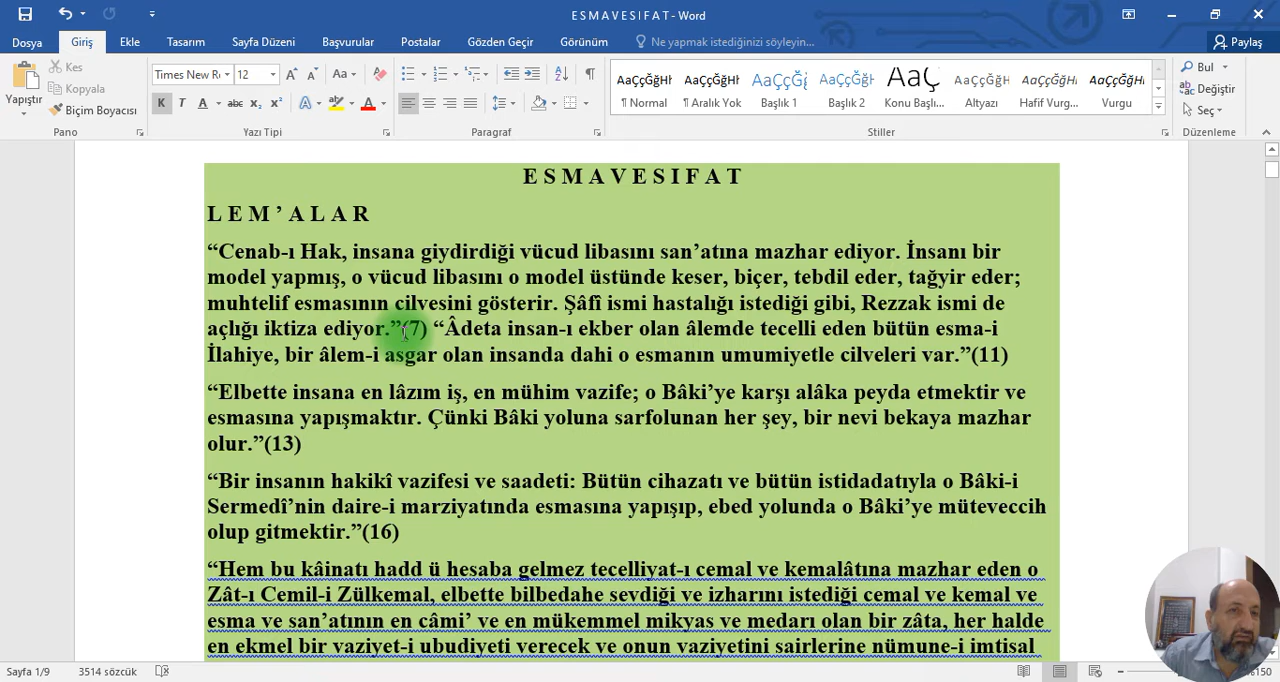 E S M A V E S I F A T - Word
Dosya Giriş Ekle Tasarım Sayfa Düzeni Başvurular Postalar Gözden Geçir Görünüm Ne yapmak istediğinizi söyleyin... Paylaş
Yapıştır
Kes
Kopyala
Biçim Boyacısı
Pano
Times New Ro 12
Yazı Tipi
Paragraf
AaÇçĞğHı AaÇçĞğHı AaÇçĞğ AaÇçĞğH AaÇ AaÇçĞğH AaÇçĞğHı AaÇçĞğHı
¶ Normal ¶ Aralık Yok Başlık 1 Başlık 2 Konu Başlı... Altyazı Hafif Vurg... Vurgu
Stiller
Bul
Değiştir
Seç
Düzenleme
E S M A V E S I F A T
L E M ’ A L A R
“Cenab-ı Hak, insana giydirdiği vücud libasını san’atına mazhar ediyor. İnsanı bir
model yapmış, o vücud libasını o model üstünde keser, biçer, tebdil eder, tağyir eder;
muhtelif esmasının cilvesini gösterir. Şâfî ismi hastalığı istediği gibi, Rezzak ismi de
açlığı iktiza ediyor.”(7) “Âdeta insan-ı ekber olan âlemde tecelli eden bütün esma-i
İlahiye, bir âlem-i asgar olan insanda dahi o esmanın umumiyetle cilveleri var.”(11)
“Elbette insana en lâzım iş, en mühim vazife; o Bâki’ye karşı alâka peyda etmektir ve
esmasına yapışmaktır. Çünki Bâki yoluna sarfolunan her şey, bir nevi bekaya mazhar
olur.”(13)
“Bir insanın hakikî vazifesi ve saadeti: Bütün cihazatı ve bütün istidadatıyla o Bâki-i
Sermedî’nin daire-i marziyatında esmasına yapışıp, ebed yolunda o Bâki’ye müteveccih
olup gitmektir.”(16)
“Hem bu kâinatı hadd ü hesaba gelmez tecelliyat-ı cemal ve kemalâtına mazhar eden o
Zât-ı Cemil-i Zülkemal, elbette bilbedahe sevdiği ve izharını istediği cemal ve kemal ve
esma ve san’atının en câmi’ ve en mükemmel mikyas ve medarı olan bir zâta, her halde
en ekmel bir vaziyet-i ubudiyeti verecek ve onun vaziyetini sairlerine nümune-i imtisal
Sayfa 1/9 3514 sözcük %150